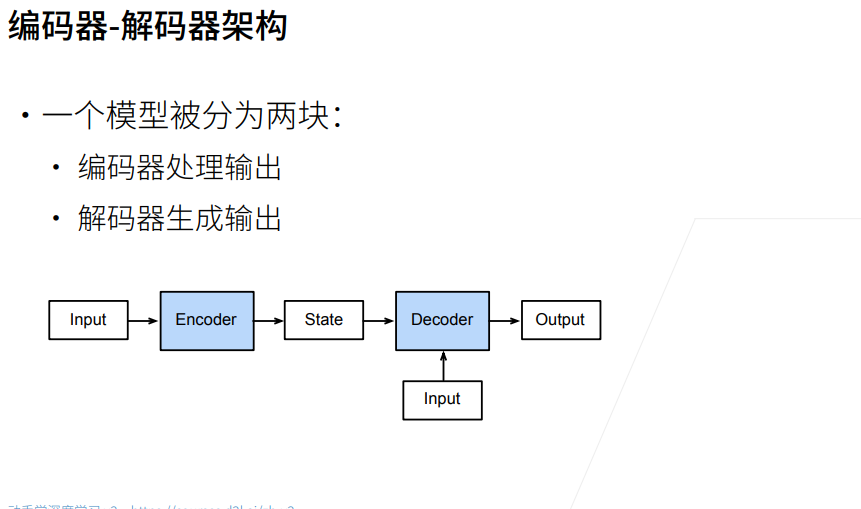 编码器-解码器架构
• 一个模型被分为两块：
• 编码器处理输出
• 解码器生成输出
Input
Encoder
State
Decoder
Output
Input